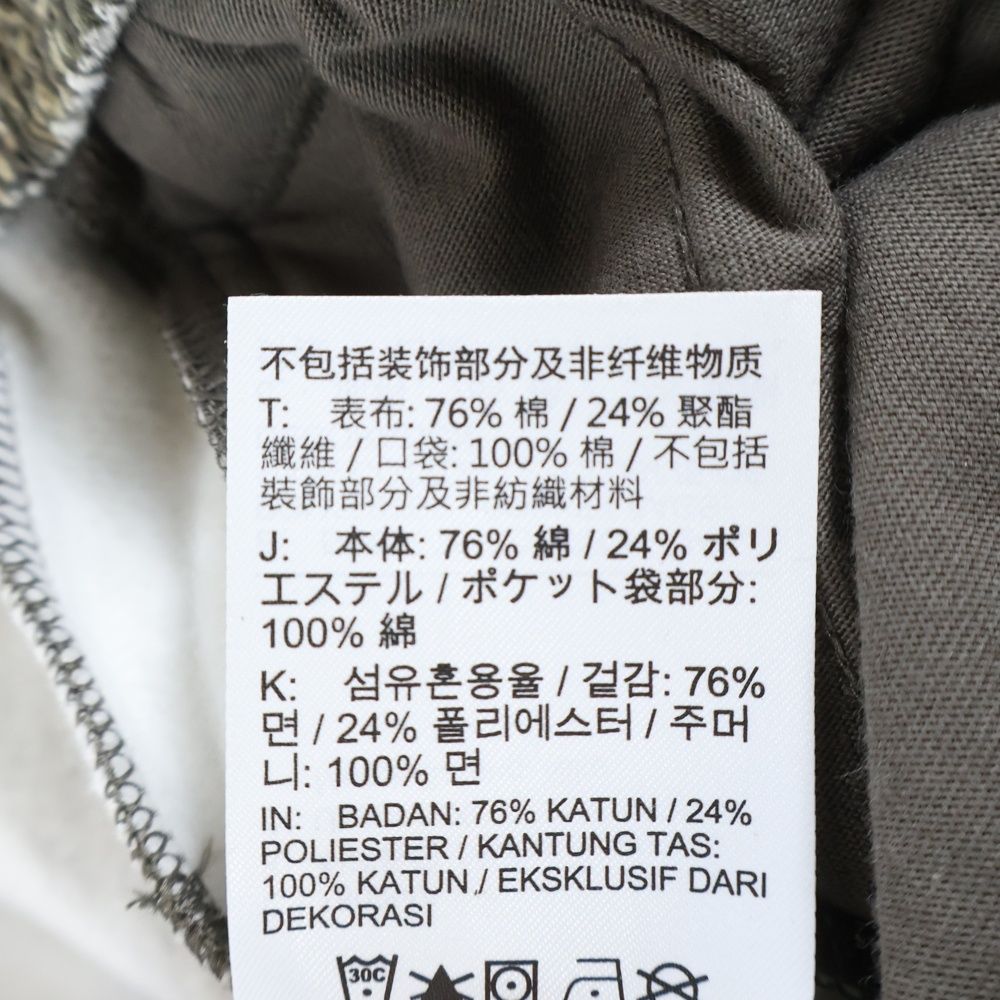 不包括装饰部分及非纤维物质
T: 表布: 76% 棉 / 24% 聚酯
纖維 / 口袋: 100% 棉 / 不包括
裝飾部分及非紡織材料
J: 本体: 76% 綿 / 24% ポリ
エステル / ポケット袋部分:
100% 綿
K: 섬유혼용율 / 겉감: 76%
면 / 24% 폴리에스터 / 주머
니: 100% 면
IN: BADAN: 76% KATUN / 24%
POLIESTER / KANTUNG TAS:
100% KATUN / EKSKLUSIF DARI
DEKORASI
30C